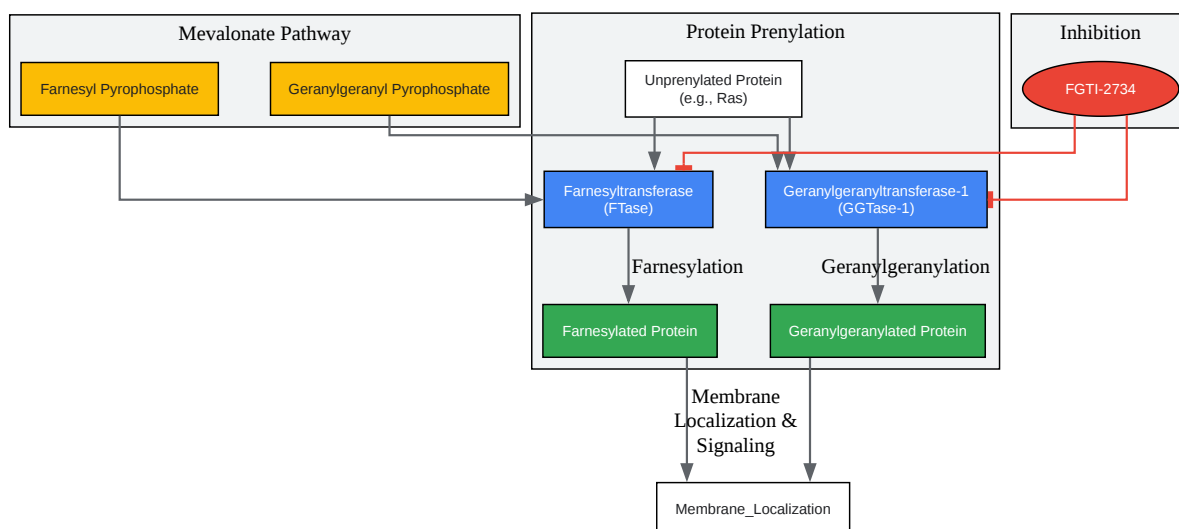 Mevalonate Pathway
Protein Prenylation
Inhibition
Farnesyl Pyrophosphate
Geranylgeranyl Pyrophosphate
Unprenylated Protein
(e.g., Ras)
FGTI-2734
Farnesyltransferase
(FTase)
Geranylgeranyltransferase-1
(GGTase-1)
Farnesylation
Geranylgeranylation
Farnesylated Protein
Geranylgeranylated Protein
Membrane
Localization &
Signaling
Membrane_Localization